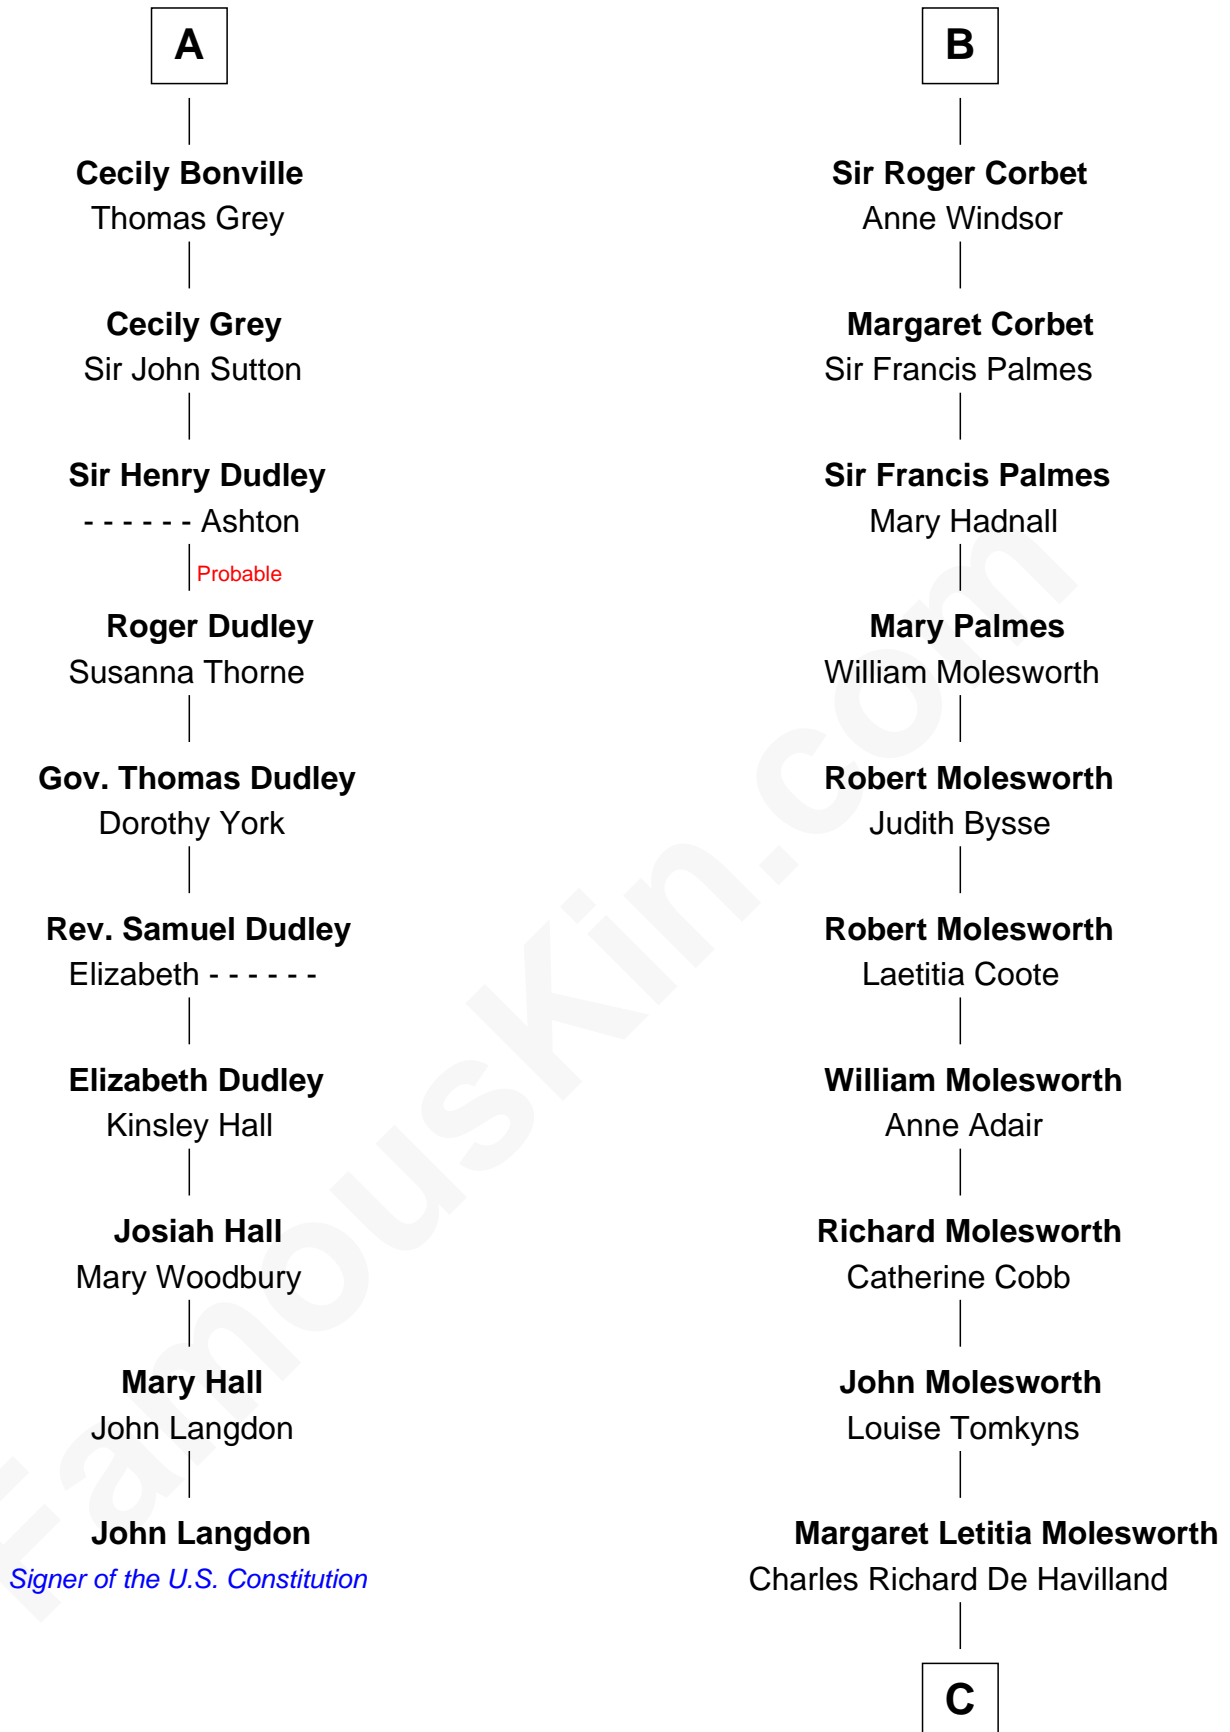 A
Cecily Bonville
Thomas Grey
Cecily Grey
Sir John Sutton
Sir Henry Dudley
- - - - - - Ashton
Probable
Roger Dudley
Susanna Thorne
Gov. Thomas Dudley
Dorothy York
Rev. Samuel Dudley
Elizabeth - - - - - -
Elizabeth Dudley
Kinsley Hall
Josiah Hall
Mary Woodbury
Mary Hall
John Langdon
John Langdon
Signer of the U.S. Constitution
B
Sir Roger Corbet
Anne Windsor
Margaret Corbet
Sir Francis Palmes
Sir Francis Palmes
Mary Hadnall
Mary Palmes
William Molesworth
Robert Molesworth
Judith Bysse
Robert Molesworth
Laetitia Coote
William Molesworth
Anne Adair
Richard Molesworth
Catherine Cobb
John Molesworth
Louise Tomkyns
Margaret Letitia Molesworth
Charles Richard De Havilland
C
FamousKin.com